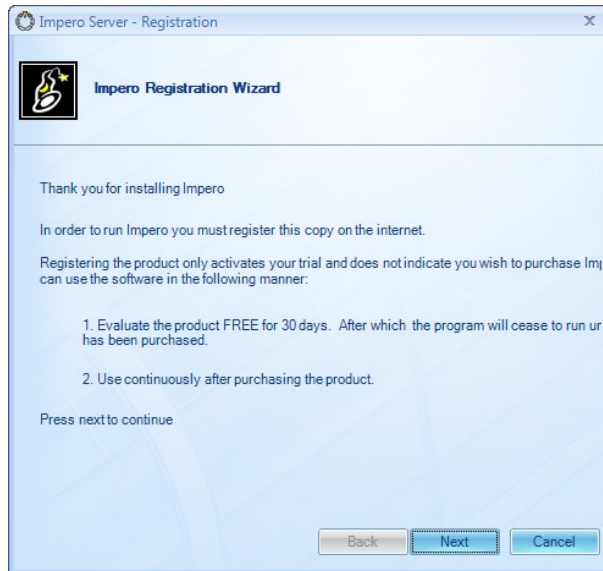 Impero Server - Registration
Impero Registration Wizard
Thank you for installing Impero
In order to run Impero you must register this copy on the internet.
Registering the product only activates your trial and does not indicate you wish to purchase
can use the software in the following manner:
1. Evaluate the product FREE for 30 days. After which the program will cease to run
has been purchased.
2. Use continuously after purchasing the product.
Press next to continue
Back Next Cancel